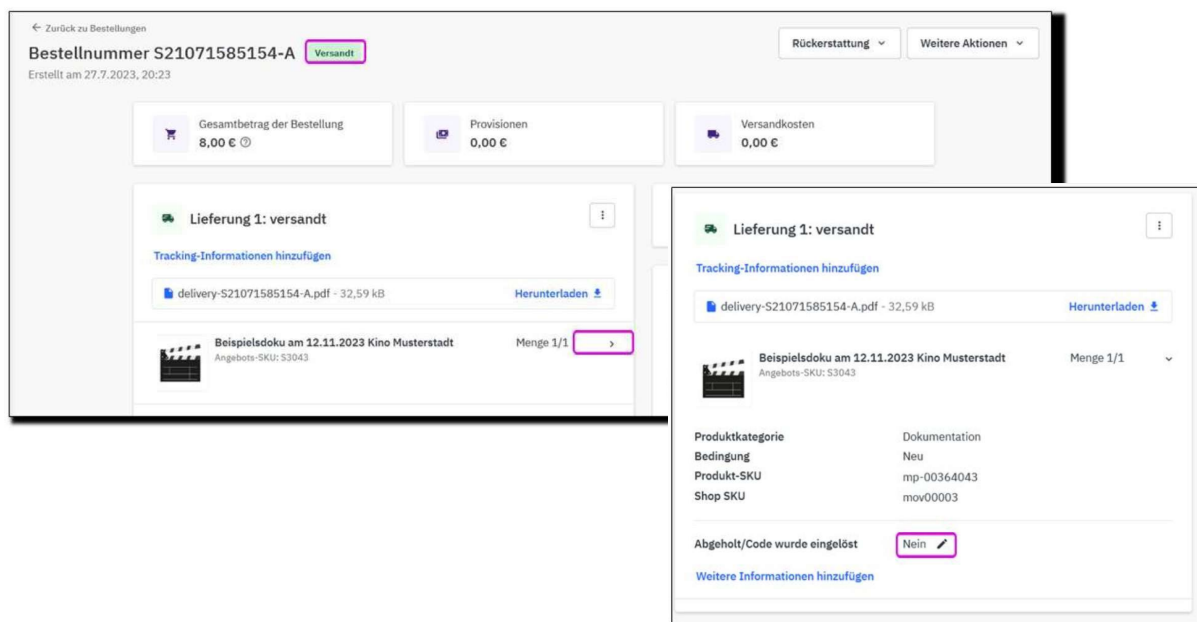 ← Zurück zu Bestellungen
Bestellnummer S21071585154-A Versandt
Erstellt am 27.7.2023, 20:23
Rückerstattung
Weitere Aktionen
Gesamtbetrag der Bestellung
8,00 €
Provisionen
0,00 €
Versandkosten
0,00 €
Lieferung 1: versandt
Tracking-Informationen hinzufügen
delivery-S21071585154-A.pdf - 32,59 kB Herunterladen
Beispielsdoku am 12.11.2023 Kino Musterstadt Menge 1/1
Angebots-SKU: S3043
Lieferung 1: versandt
Tracking-Informationen hinzufügen
delivery-S21071585154-A.pdf - 32,59 kB Herunterladen
Beispielsdoku am 12.11.2023 Kino Musterstadt Menge 1/1
Angebots-SKU: S3043
Produktkategorie Dokumentation
Bedingung Neu
Produkt-SKU mp-00364043
Shop SKU mov00003
Abgeholt/Code wurde eingelöst Nein
Weitere Informationen hinzufügen